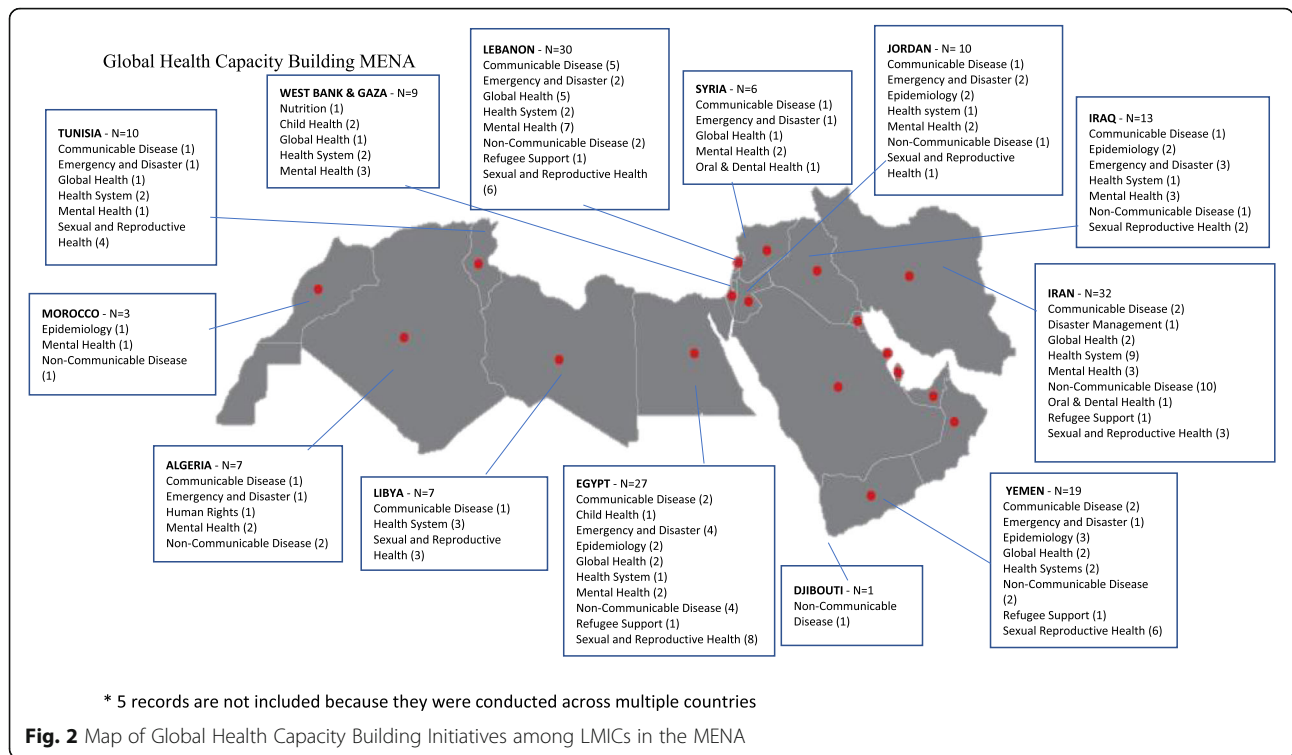 Global Health Capacity Building MENA
TUNISIA - N=10
Communicable Disease (1)
Emergency and Disaster (1)
Global Health (1)
Health System (2)
Mental Health (1)
Sexual and Reproductive
Health (4)
WEST BANK & GAZA - N=9
Nutrition (1)
Child Health (2)
Global Health (1)
Health System (2)
Mental Health (3)
LEBANON - N=30
Communicable Disease (5)
Emergency and Disaster (2)
Global Health (5)
Health System (2)
Mental Health (7)
Non-Communicable Disease (2)
Refugee Support (1)
Sexual and Reproductive Health
(6)
SYRIA - N=6
Communicable Disease (1)
Emergency and Disaster (1)
Global Health (1)
Mental Health (2)
Oral & Dental Health (1)
JORDAN - N= 10
Communicable Disease (1)
Emergency and Disaster (2)
Epidemiology (2)
Health system (1)
Mental Health (2)
Non-Communicable Disease (1)
Sexual and Reproductive
Health (1)
IRAQ - N=13
Communicable Disease (1)
Epidemiology (2)
Emergency and Disaster (3)
Health System (1)
Mental Health (3)
Non-Communicable Disease (1)
Sexual Reproductive Health (2)
MOROCCO - N=3
Epidemiology (1)
Mental Health (1)
Non-Communicable Disease
(1)
IRAN - N=32
Communicable Disease (2)
Disaster Management (1)
Global Health (2)
Health System (9)
Mental Health (3)
Non-Communicable Disease (10)
Oral & Dental Health (1)
Refugee Support (1)
Sexual and Reproductive Health (3)
ALGERIA - N=7
Communicable Disease (1)
Emergency and Disaster (1)
Human Rights (1)
Mental Health (2)
Non-Communicable Disease (2)
LIBYA - N=7
Communicable Disease (1)
Health System (3)
Sexual and Reproductive
Health (3)
EGYPT - N=27
Communicable Disease (2)
Child Health (1)
Emergency and Disaster (4)
Epidemiology (2)
Global Health (2)
Health System (1)
Mental Health (2)
Non-Communicable Disease (4)
Refugee Support (1)
Sexual and Reproductive Health (8)
DJIBOUTI - N=1
Non-Communicable
Disease (1)
YEMEN - N=19
Communicable Disease (2)
Emergency and Disaster (1)
Epidemiology (3)
Global Health (2)
Health Systems (2)
Non-Communicable Disease
(2)
Refugee Support (1)
Sexual Reproductive Health (6)
* 5 records are not included because they were conducted across multiple countries
Fig. 2 Map of Global Health Capacity Building Initiatives among LMICs in the MENA